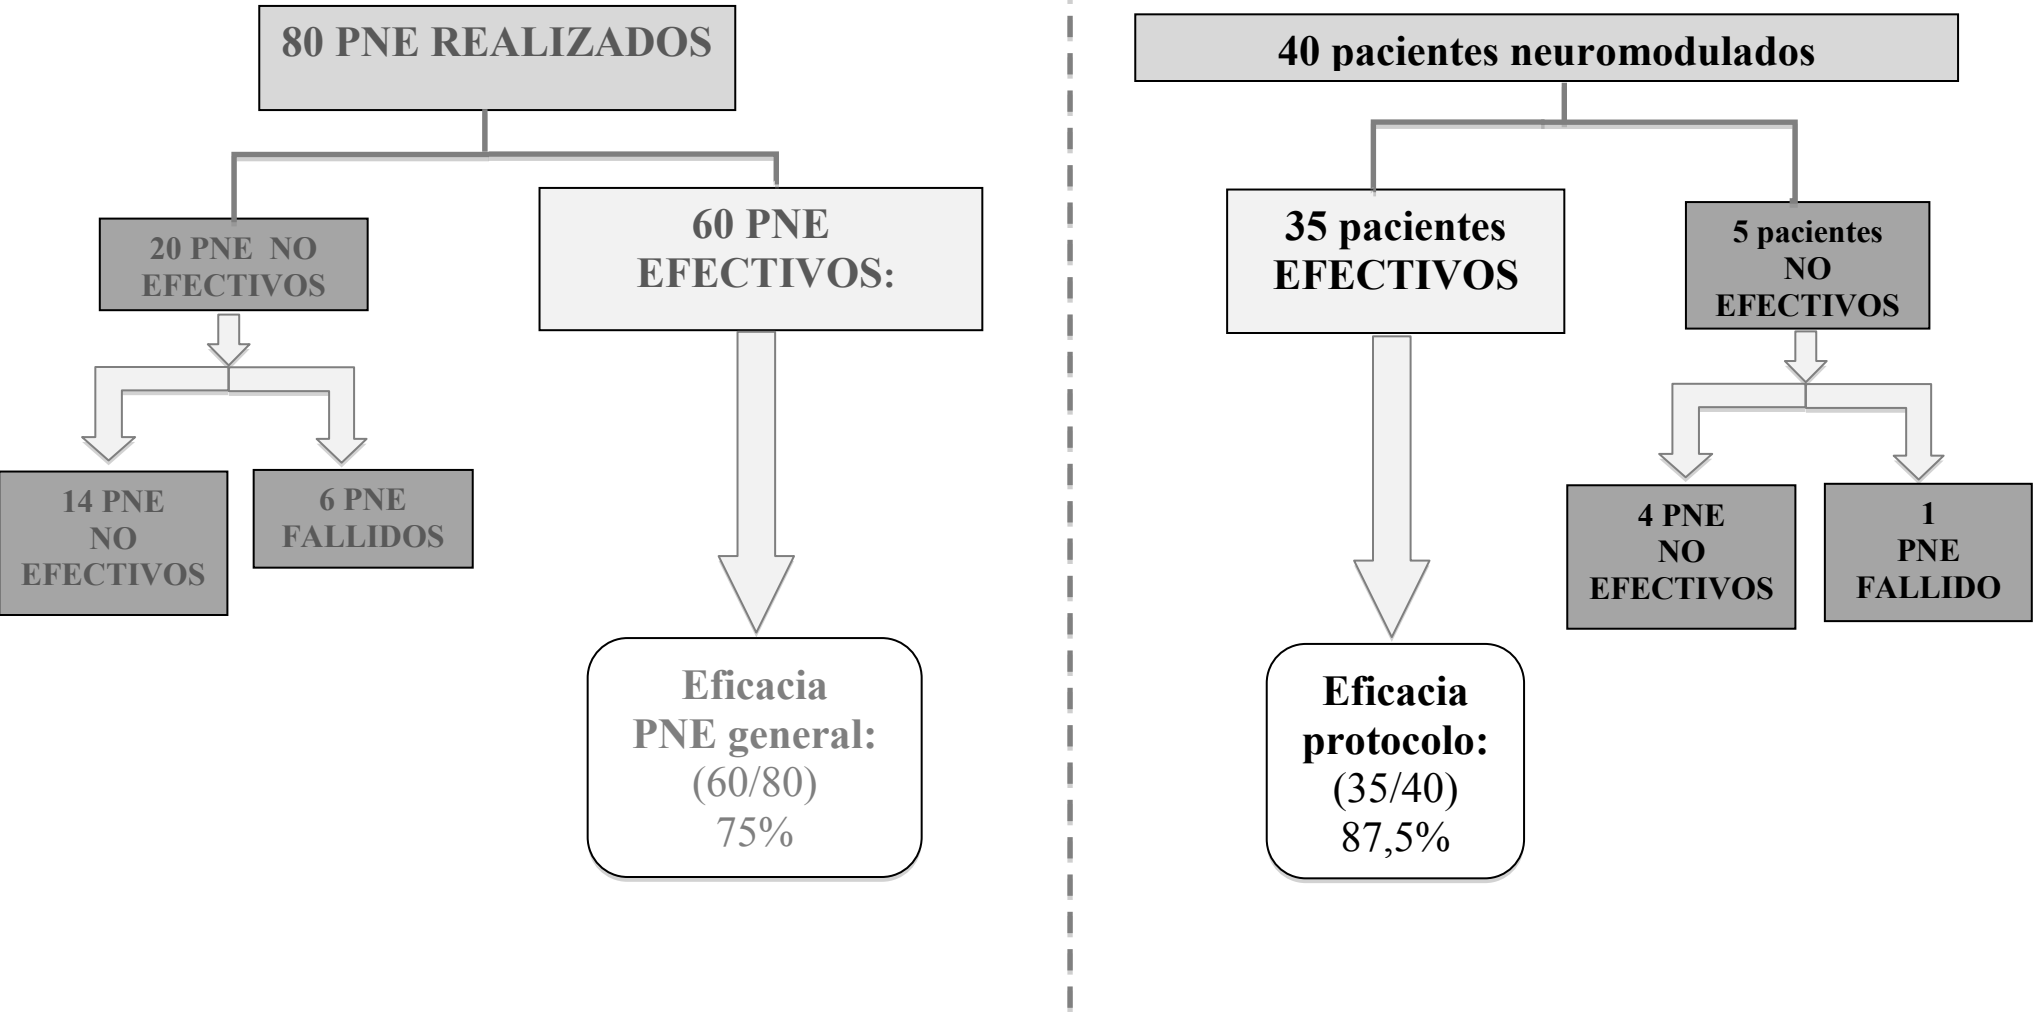 80 PNE REALIZADOS
20 PNE NO
EFECTIVOS
60 PNE
EFECTIVOS:
14 PNE
NO
EFECTIVOS
6 PNE
FALLIDOS
Eficacia
PNE general:
(60/80)
75%
40 pacientes neuromodulados
35 pacientes
EFECTIVOS
5 pacientes
NO
EFECTIVOS
4 PNE
NO
EFECTIVOS
1
PNE
FALLIDO
Eficacia
protocolo:
(35/40)
87,5%